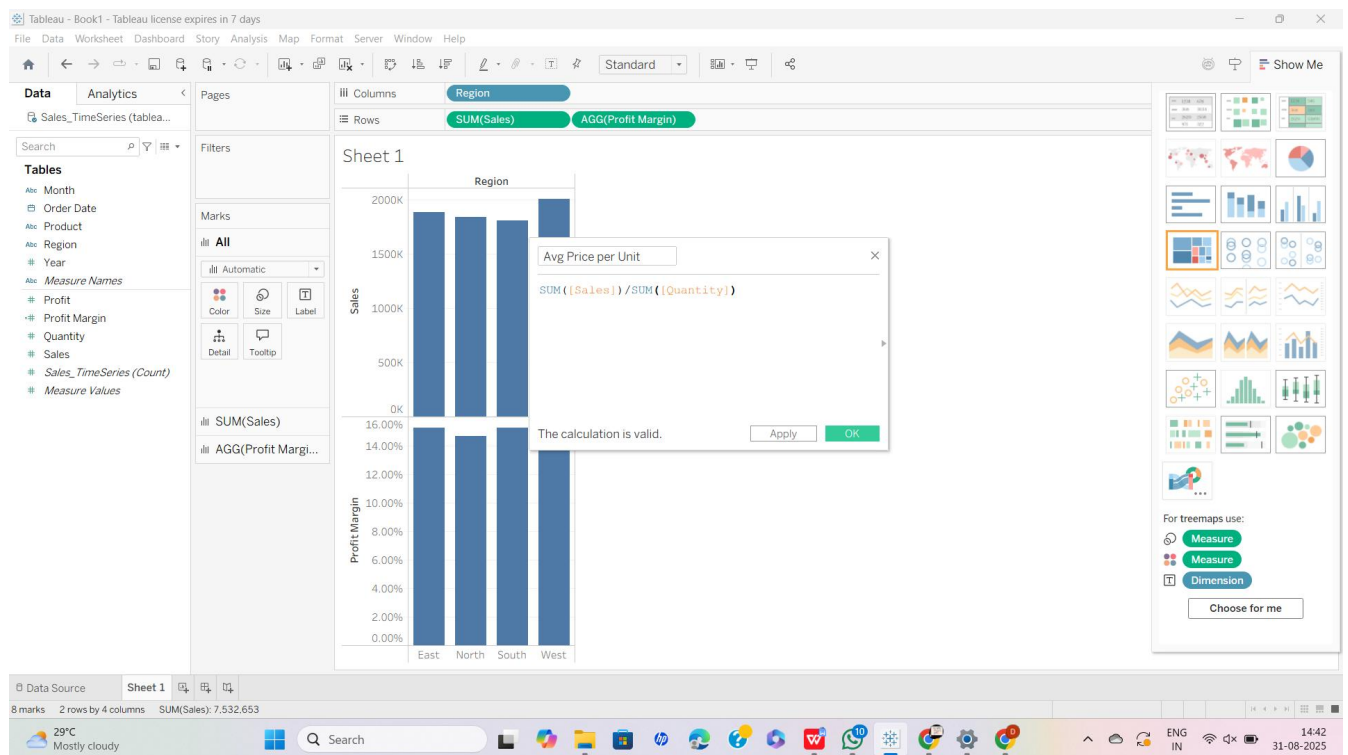 Tableau - Book1 - Tableau license expires in 7 days
File Data Worksheet Dashboard Story Analysis Map Format Server Window Help
Standard
Show Me
Data Analytics
Sales_TimeSeries (tablea...
Search
Tables
Abc Month
Order Date
Abc Product
Abc Region
# Year
Abc Measure Names
# Profit
# Profit Margin
# Quantity
# Sales
# Sales_TimeSeries (Count)
# Measure Values
Pages
Filters
Marks
All
Automatic
Color Size Label
Detail Tooltip
SUM(Sales)
AGG(Profit Margi...
Columns Region
Rows SUM(Sales) AGG(Profit Margin)
Sheet 1
Region
Sales
2000K
1500K
1000K
500K
0K
Profit Margin
16.00%
14.00%
12.00%
10.00%
8.00%
6.00%
4.00%
2.00%
0.00%
East North South West
Avg Price per Unit
SUM([Sales])/SUM([Quantity])
The calculation is valid.
Apply OK
For treemaps use:
Measure
Measure
T Dimension
Choose for me
Data Source Sheet 1
8 marks 2 rows by 4 columns SUM(Sales): 7,532,653
29°C
Mostly cloudy
Search
10
ENG
IN
14:42
31-08-2025